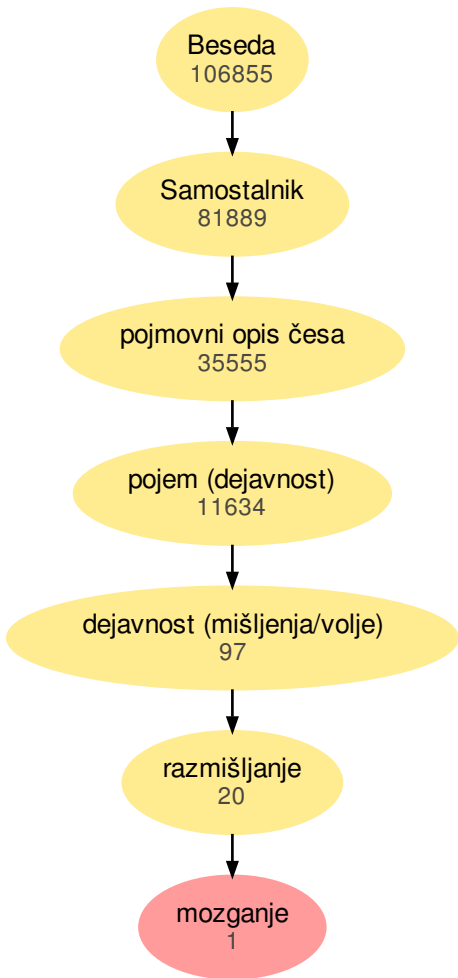 Beseda
106855
Samostalnik
81889
pojmovni opis česa
35555
pojem (dejavnost)
11634
dejavnost (mišljenja/volje)
97
razmišljanje
20
mozganje
1